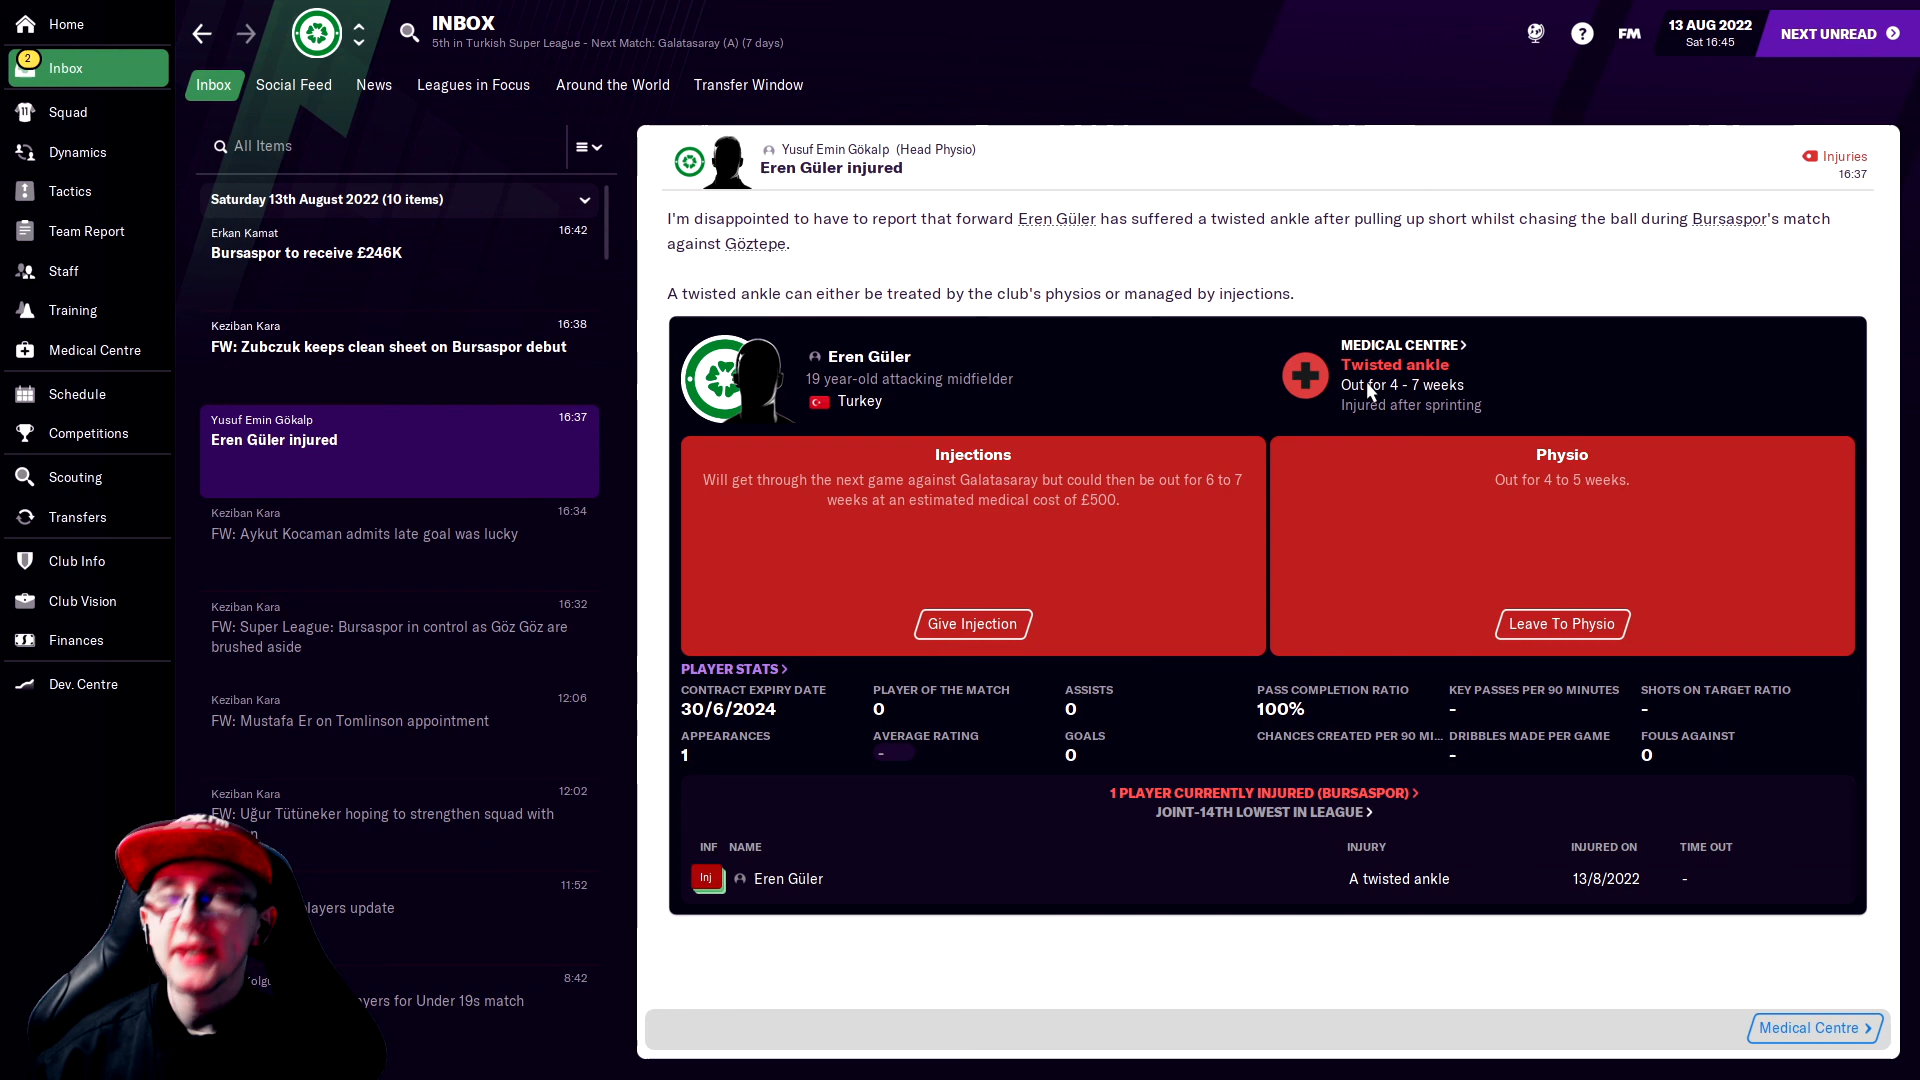 Home
2
Inbox
Squad
Dynamics
Tactics
Team Report
Staff
Training
Medical Centre
Schedule
Competitions
Scouting
Transfers
Club Info
Club Vision
Finances
Dev. Centre
INBOX
5th in Turkish Super League - Next Match: Galatasaray (A) (7 days)
?
FM
13 AUG 2022
Sat 16:45
NEXT UNREAD
Inbox
Social Feed
News
Leagues in Focus
Around the World
Transfer Window
All Items
Saturday 13th August 2022 (10 items)
Erkan Kamat 16:42
Bursaspor to receive £246K
Keziban Kara 16:38
FW: Zubczuk keeps clean sheet on Bursaspor debut
Yusuf Emin Gökalp 16:37
Eren Güler injured
Keziban Kara 16:34
FW: Aykut Kocaman admits late goal was lucky
Keziban Kara 16:32
FW: Super League: Bursaspor in control as Göz Göz are
brushed aside
Keziban Kara 12:06
FW: Mustafa Er on Tomlinson appointment
Keziban Kara 12:02
FW: Uğur Tütüneker hoping to strengthen squad with
11:52
layers update
8:42
yers for Under 19s match
Yusuf Emin Gökalp (Head Physio)
Eren Güler injured
Injuries
16:37
I'm disappointed to have to report that forward Eren Güler has suffered a twisted ankle after pulling up short whilst chasing the ball during Bursaspor's match
against Göztepe.
A twisted ankle can either be treated by the club's physios or managed by injections.
Eren Güler
19 year-old attacking midfielder
Turkey
MEDICAL CENTRE >
Twisted ankle
Out for 4 - 7 weeks
Injured after sprinting
Injections
Will get through the next game against Galatasaray but could then be out for 6 to 7
weeks at an estimated medical cost of £500.
Give Injection
Physio
Out for 4 to 5 weeks.
Leave To Physio
PLAYER STATS >
CONTRACT EXPIRY DATE PLAYER OF THE MATCH ASSISTS PASS COMPLETION RATIO KEY PASSES PER 90 MINUTES SHOTS ON TARGET RATIO
30/6/2024 0 0 100% - -
APPEARANCES AVERAGE RATING GOALS CHANCES CREATED PER 90 MI... DRIBBLES MADE PER GAME FOULS AGAINST
1 - 0 - 0
1 PLAYER CURRENTLY INJURED (BURSASPOR) >
JOINT-14TH LOWEST IN LEAGUE >
INF NAME INJURY INJURED ON TIME OUT
Inj Eren Güler A twisted ankle 13/8/2022 -
Medical Centre >